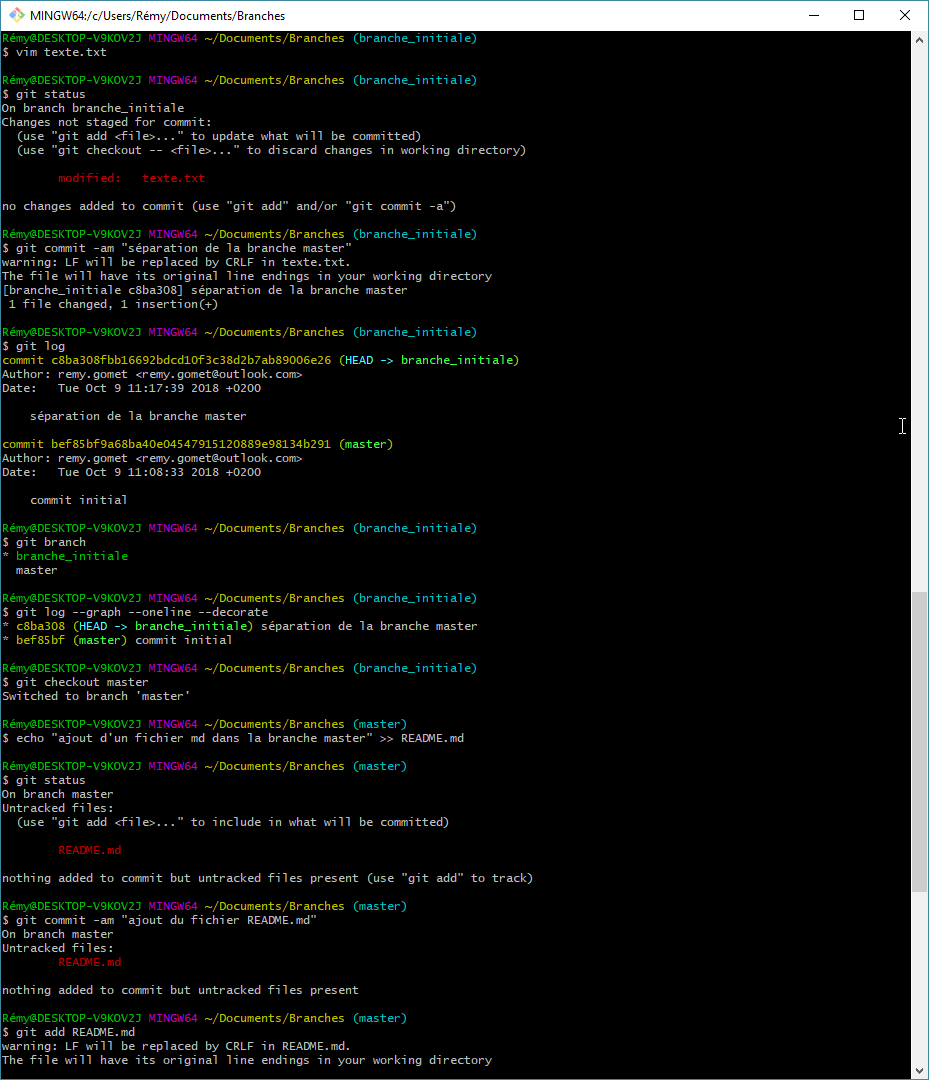 MINGW64:/c/Users/Rémy/Documents/Branches
Rémy@DESKTOP-V9KOV2J MINGW64 ~/Documents/Branches (branche_initiale)
$ vim texte.txt
Rémy@DESKTOP-V9KOV2J MINGW64 ~/Documents/Branches (branche_initiale)
$ git status
On branch branche_initiale
Changes not staged for commit:
  (use "git add <file>..." to update what will be committed)
  (use "git checkout -- <file>..." to discard changes in working directory)
        modified:   texte.txt
no changes added to commit (use "git add" and/or "git commit -a")
Rémy@DESKTOP-V9KOV2J MINGW64 ~/Documents/Branches (branche_initiale)
$ git commit -am "séparation de la branche master"
warning: LF will be replaced by CRLF in texte.txt.
The file will have its original line endings in your working directory
[branche_initiale c8ba308] séparation de la branche master
 1 file changed, 1 insertion(+)
Rémy@DESKTOP-V9KOV2J MINGW64 ~/Documents/Branches (branche_initiale)
$ git log
commit c8ba308fbb16692bdcd10f3c38d2b7ab89006e26 (HEAD -> branche_initiale)
Author: remy.gomet <remy.gomet@outlook.com>
Date:   Tue Oct 9 11:17:39 2018 +0200
    séparation de la branche master
commit bef85bf9a68ba40e04547915120889e98134b291 (master)
Author: remy.gomet <remy.gomet@outlook.com>
Date:   Tue Oct 9 11:08:33 2018 +0200
    commit initial
Rémy@DESKTOP-V9KOV2J MINGW64 ~/Documents/Branches (branche_initiale)
$ git branch
* branche_initiale
  master
Rémy@DESKTOP-V9KOV2J MINGW64 ~/Documents/Branches (branche_initiale)
$ git log --graph --oneline --decorate
* c8ba308 (HEAD -> branche_initiale) séparation de la branche master
* bef85bf (master) commit initial
Rémy@DESKTOP-V9KOV2J MINGW64 ~/Documents/Branches (branche_initiale)
$ git checkout master
Switched to branch 'master'
Rémy@DESKTOP-V9KOV2J MINGW64 ~/Documents/Branches (master)
$ echo "ajout d'un fichier md dans la branche master" >> README.md
Rémy@DESKTOP-V9KOV2J MINGW64 ~/Documents/Branches (master)
$ git status
On branch master
Untracked files:
  (use "git add <file>..." to include in what will be committed)
        README.md
nothing added to commit but untracked files present (use "git add" to track)
Rémy@DESKTOP-V9KOV2J MINGW64 ~/Documents/Branches (master)
$ git commit -am "ajout du fichier README.md"
On branch master
Untracked files:
        README.md
nothing added to commit but untracked files present
Rémy@DESKTOP-V9KOV2J MINGW64 ~/Documents/Branches (master)
$ git add README.md
warning: LF will be replaced by CRLF in README.md.
The file will have its original line endings in your working directory